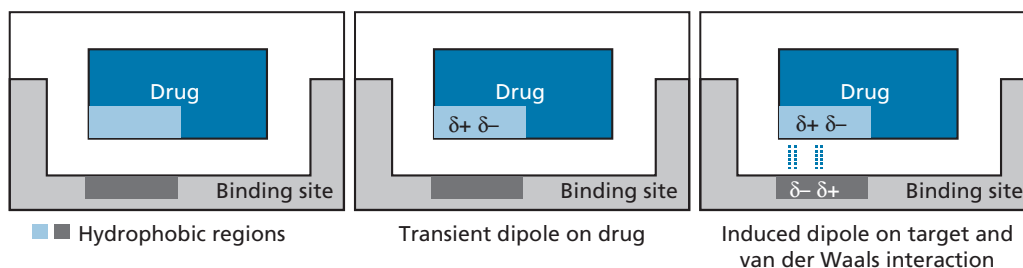 Drug
Binding site
Hydrophobic regions
Drug
δ+ δ−
Binding site
Transient dipole on drug
Drug
δ+ δ−
δ− δ+
Binding site
Induced dipole on target and
van der Waals interaction